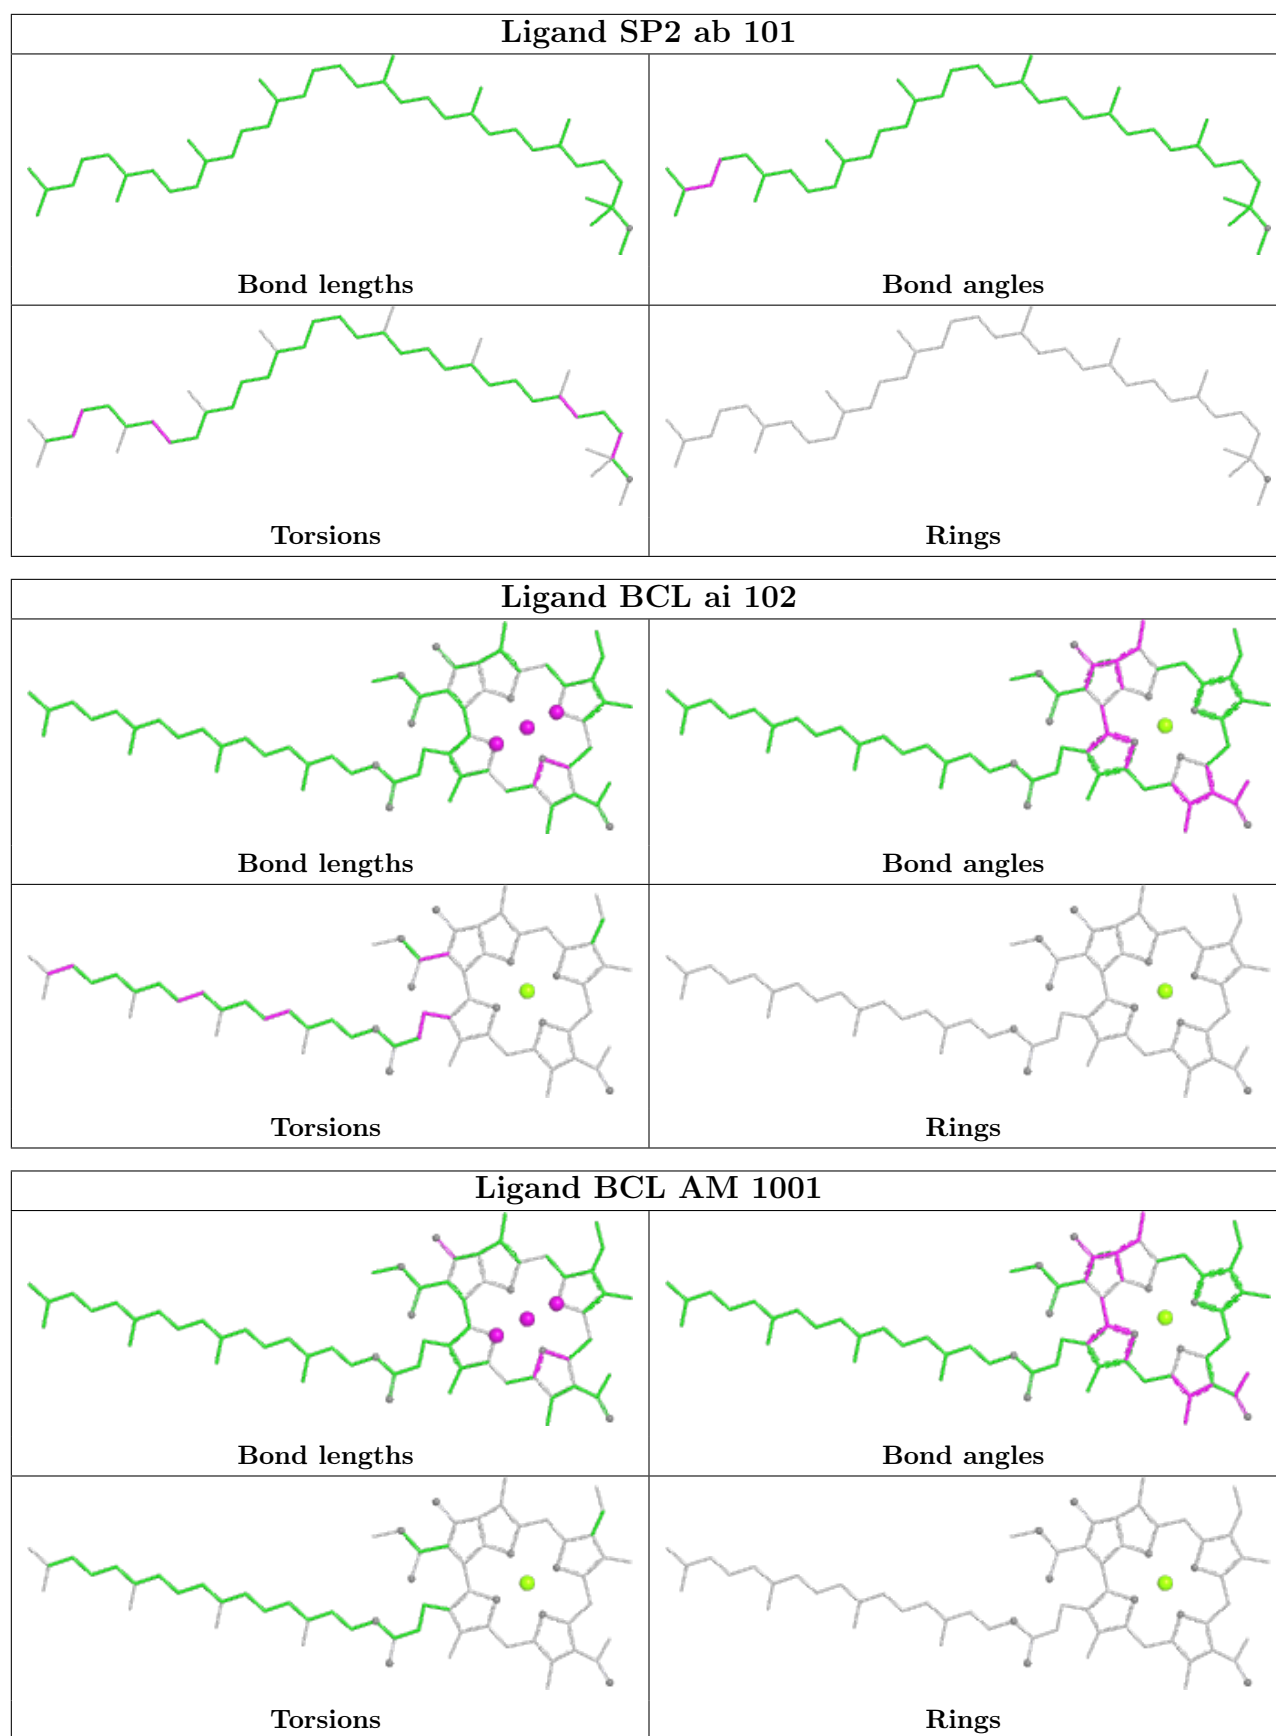 Ligand SP2 ab 101
Bond lengths
Bond angles
Torsions
Rings
Ligand BCL ai 102
Bond lengths
Bond angles
Torsions
Rings
Ligand BCL AM 1001
Bond lengths
Bond angles
Torsions
Rings